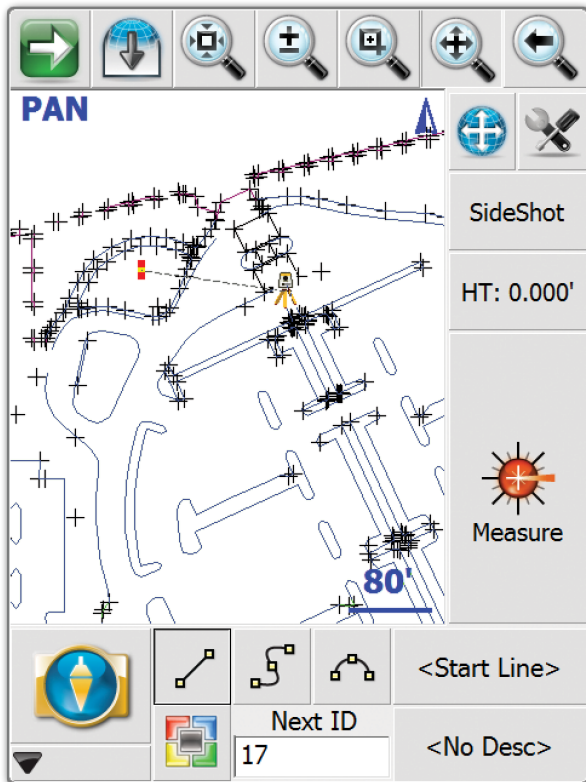 PAN
SideShot
HT: 0.000'
Measure
80'
<Start Line>
Next ID
17
<No Desc>